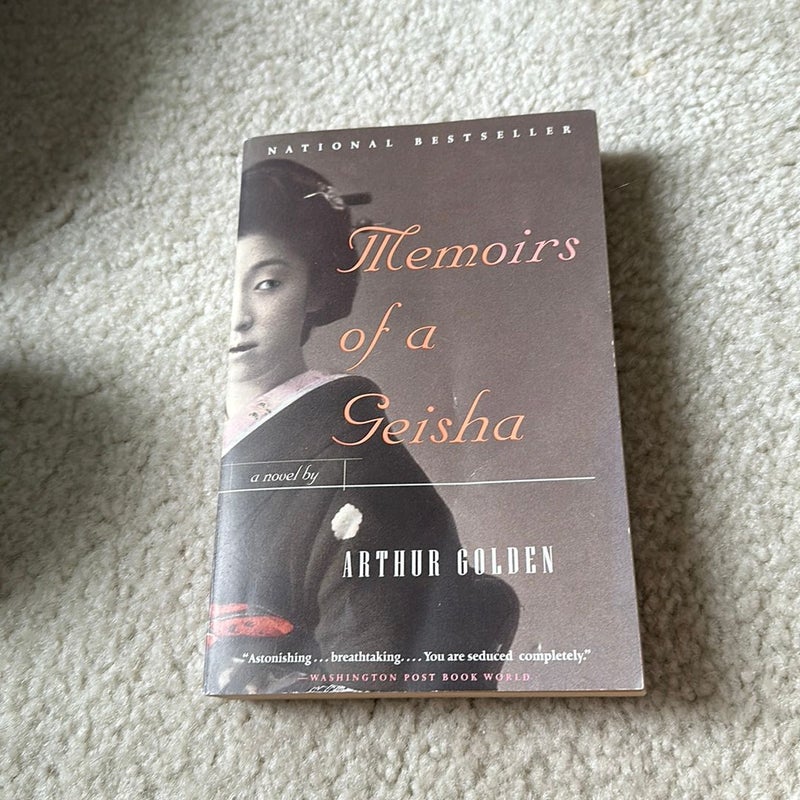 NATIONAL BESTSELLER
Memoirs
of a
Geisha
a novel by
ARTHUR GOLDEN
“Astonishing...breathtaking....You are seduced completely.”
—WASHINGTON POST BOOK WORLD